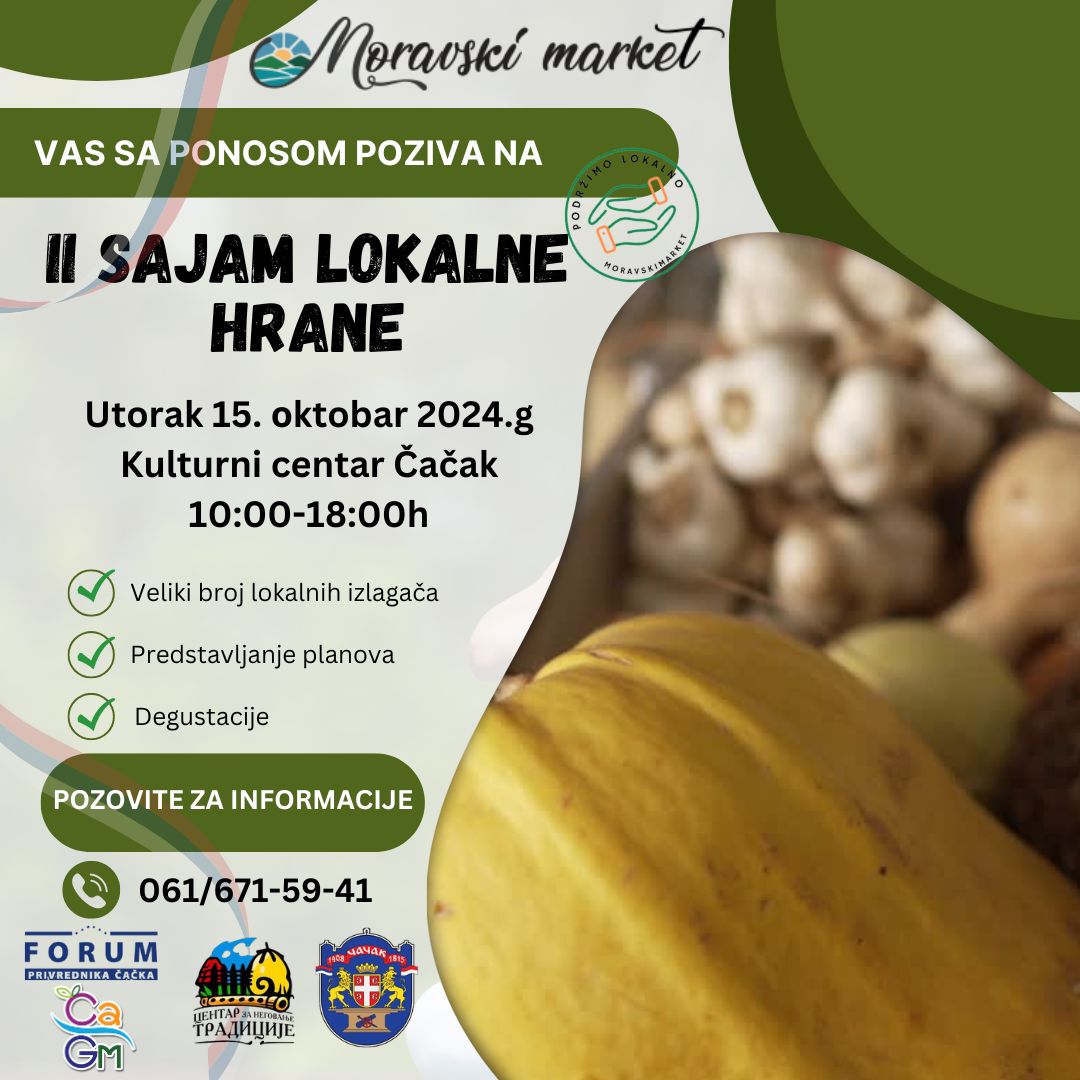 Moravski market
VAS SA PONOSOM POZIVA NA
PODRŽIMO LOKALNO
MORAVSKIMARKET
II SAJAM LOKALNE
HRANE
Utorak 15. oktobar 2024.g
Kulturni centar Čačak
10:00-18:00h
Veliki broj lokalnih izlagača
Predstavljanje planova
Degustacije
POZOVITE ZA INFORMACIJE
061/671-59-41
FORUM
PRIVREDNIKA ČAČKA
Ca
GM
ЦЕНТАР ЗА НЕГОВАЊЕ
ТРАДИЦИЈЕ
ЧАЧАК
1408 1815